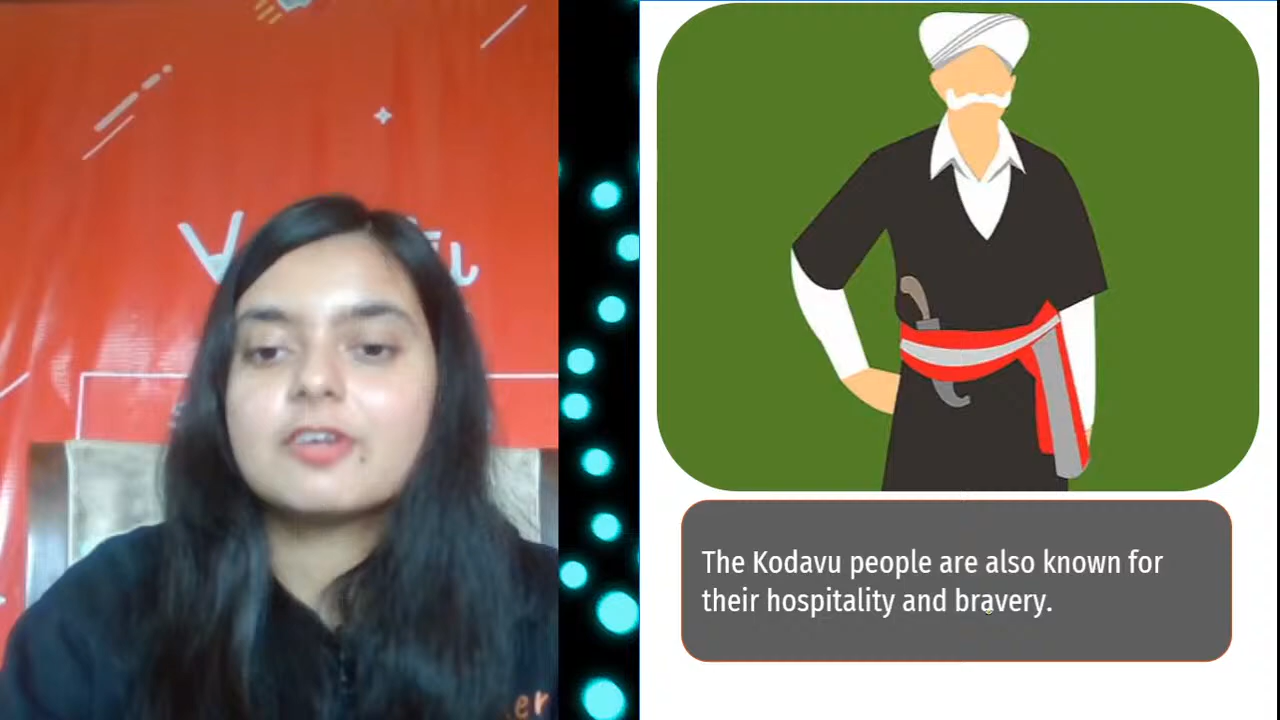 The Kodavu people are also known for
their hospitality and bravery.